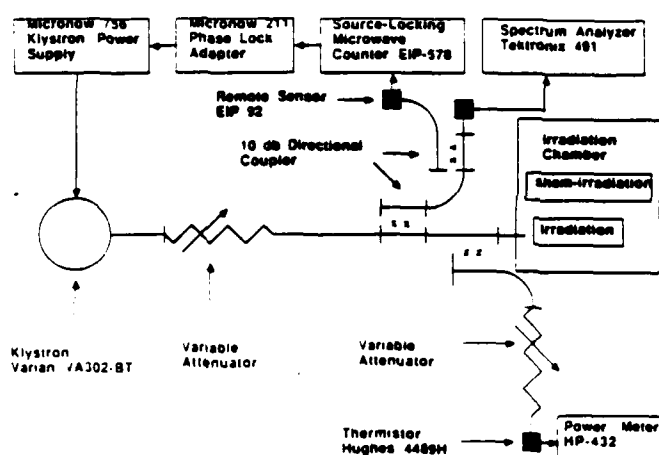 Micronow 756
Klystron Power
Supply
Micronow 211
Phase Lock
Adapter
Source-Locking
Microwave
Counter EIP-578
Spectrum Analyzer
Tektronix 491
Remote Sensor
EIP 92
10 db Directional
Coupler
Irradiation
Chamber
Sham-Irradiation
Irradiation
Klystron
Varian VA302-BT
Variable
Attenuator
Variable
Attenuator
Thermistor
Hughes 4489H
Power Meter
HP-432